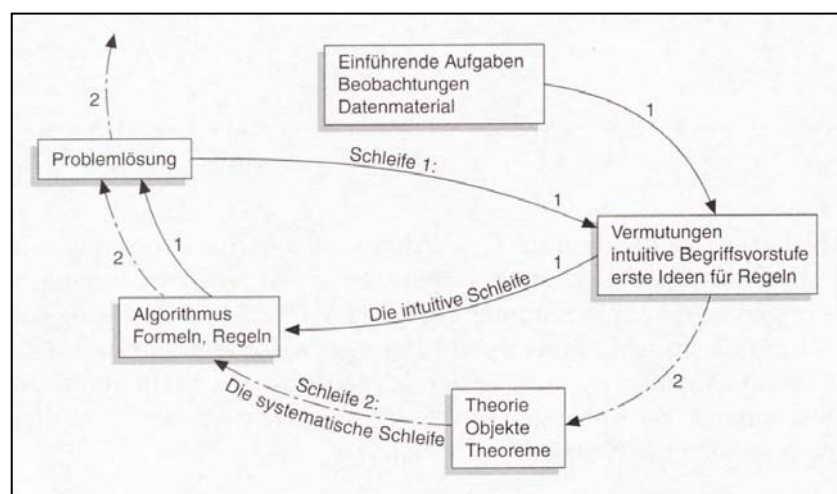 2
Einführende Aufgaben
Beobachtungen
Datenmaterial
1
Problemlösung
Schleife 1:
1
Vermutungen
intuitive Begriffsvorstufe
erste Ideen für Regeln
2
1
1
Die intuitive Schleife
Algorithmus
Formeln, Regeln
2
Schleife 2:
Die systematische Schleife
Theorie
Objekte
Theoreme